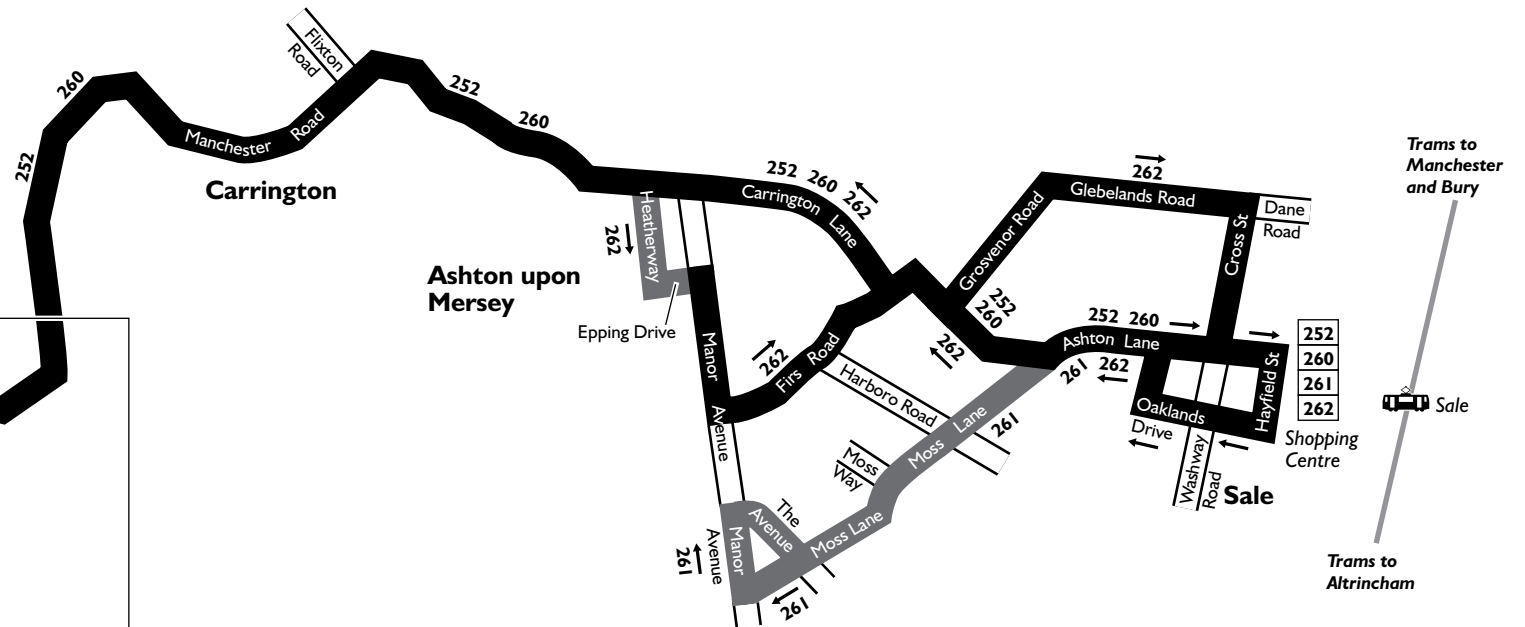 Flixton
Road
260
252
Manchester Road
Carrington
252
260
252 260 262
Carrington Lane
Heatherway
262
Ashton upon
Mersey
Epping Drive
Manor
Avenue
262
Firs Road
Harboro Road
262
252
260
Grosvenor Road
262
Glebelands Road
Cross St
Dane
Road
252 260
Ashton Lane
261 262
Oaklands
Drive
Hayfield St
252
260
261
262
Shopping
Centre
Washway
Road
Sale
Moss Lane
261
Moss
Way
Moss Lane
The
Avenue
Manor
Avenue
261
261
Trams to
Manchester
and Bury
Sale
Trams to
Altrincham